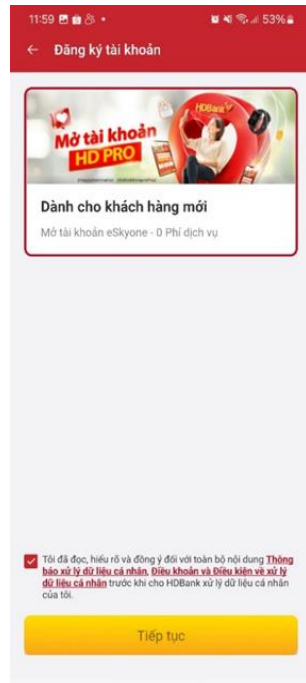 11:59
53%
Đăng ký tài khoản
HDBank
Mở tài khoản
HD PRO
Dành cho khách hàng mới
Mở tài khoản eSkyone - 0 Phí dịch vụ
Tôi đã đọc, hiểu rõ và đồng ý đối với toàn bộ nội dung Thông
báo xử lý dữ liệu cá nhân, Điều khoản và Điều kiện về xử lý
dữ liệu cá nhân trước khi cho HDBank xử lý dữ liệu cá nhân
của tôi.
Tiếp tục